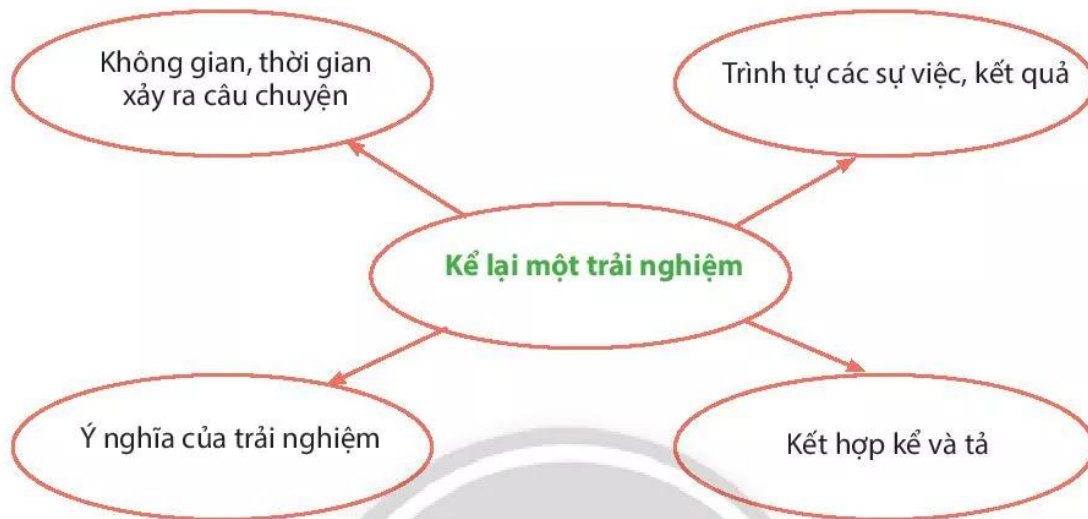 Không gian, thời gian
xảy ra câu chuyện
Trình tự các sự việc, kết quả
Kể lại một trải nghiệm
Ý nghĩa của trải nghiệm
Kết hợp kể và tả